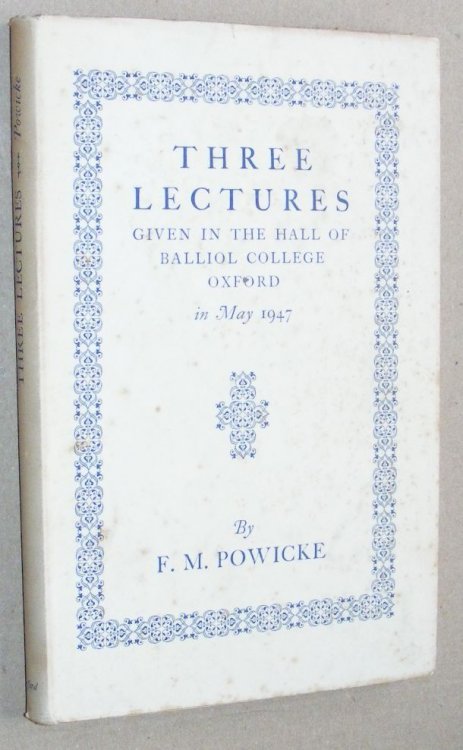 THREE
LECTURES
GIVEN IN THE HALL OF
BALLIOL COLLEGE
OXFORD
in May 1947
By
F. M. POWICKE
THREE LECTURES Powicke